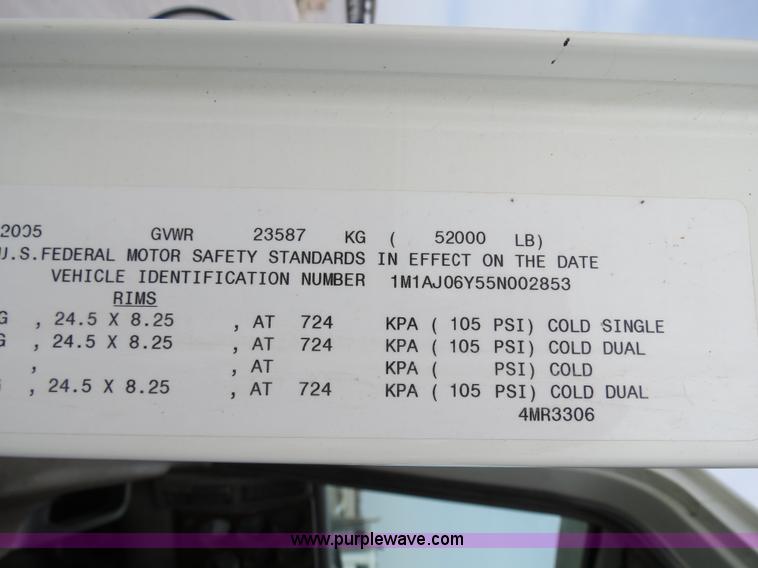 2005 GVWR 23587 KG ( 52000 LB)
U.S.FEDERAL MOTOR SAFETY STANDARDS IN EFFECT ON THE DATE
VEHICLE IDENTIFICATION NUMBER 1M1AJ06Y55N002853
RIMS
G , 24.5 X 8.25 , AT 724 KPA ( 105 PSI) COLD SINGLE
G , 24.5 X 8.25 , AT 724 KPA ( 105 PSI) COLD DUAL
, , AT KPA ( PSI) COLD
, 24.5 X 8.25 , AT 724 KPA ( 105 PSI) COLD DUAL
4MR3306
www.purplewave.com